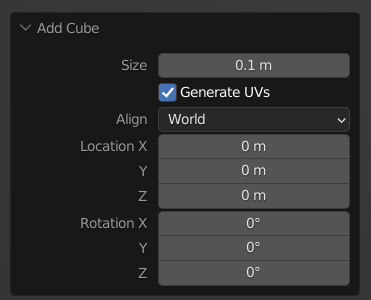 Add Cube
Size 0.1 m
Generate UVs
Align World
Location X 0 m
Y 0 m
Z 0 m
Rotation X 0°
Y 0°
Z 0°